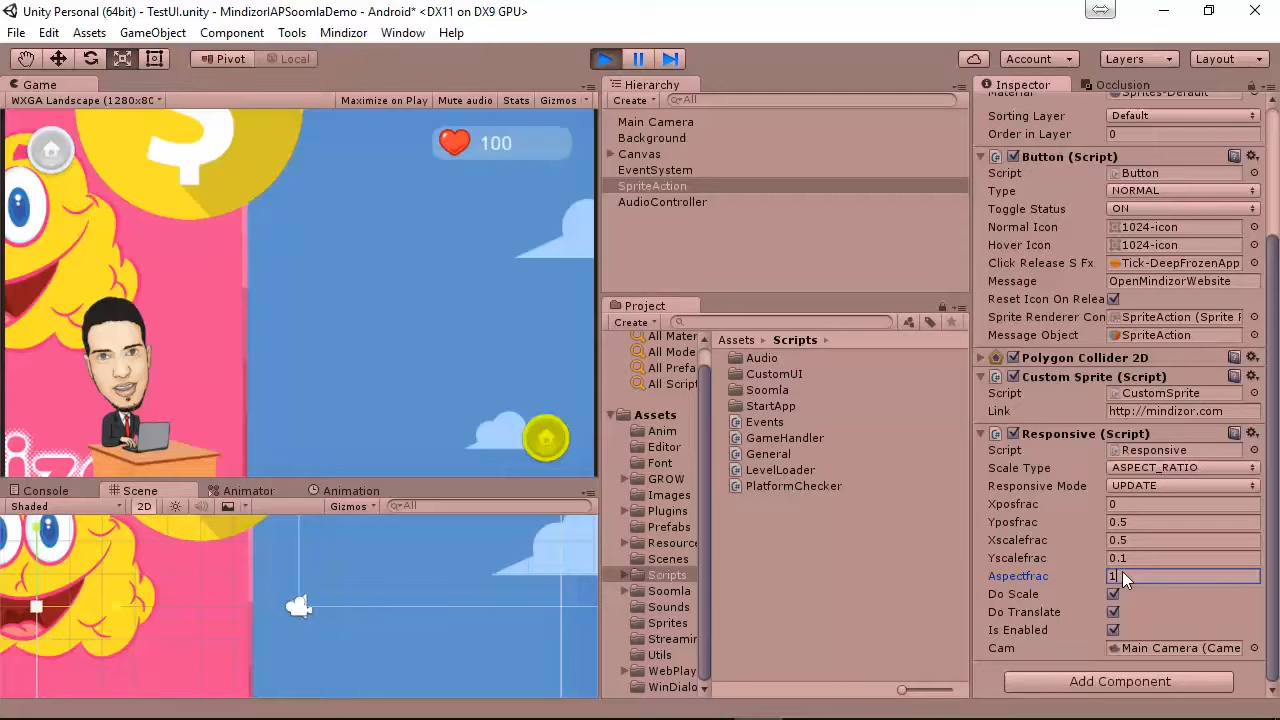 Unity Personal (64bit) - TestUI.unity - MindizorIAPSoomlaDemo - Android* <DX11 on DX9 GPU>
File Edit Assets GameObject Component Tools Mindizor Window Help
Pivot Local Account Layers Layout
Game
WXGA Landscape (1280x80 Maximize on Play Mute audio Stats Gizmos
$
100
Console Scene Animator Animation
Shaded 2D Gizmos All
Hierarchy
Create All
Main Camera
Background
Canvas
EventSystem
SpriteAction
AudioController
Project
Create
All Mater
All Mode
All Prefa
All Script
Assets
Anim
Editor
Font
GROW
Images
Plugins
Prefabs
Resource
Scenes
Scripts
Soomla
Sounds
Sprites
Streamin
Utils
WebPlay
WinDialo
Assets Scripts
Audio
CustomUI
Soomla
StartApp
Events
GameHandler
General
LevelLoader
PlatformChecker
Inspector Occlusion
Material Sprites-Default
Sorting Layer Default
Order in Layer 0
Button (Script)
Script Button
Type NORMAL
Toggle Status ON
Normal Icon 1024-icon
Hover Icon 1024-icon
Click Release S Fx Tick-DeepFrozenApp
Message OpenMindizorWebsite
Reset Icon On Relea
Sprite Renderer Con SpriteAction (Sprite R
Message Object SpriteAction
Polygon Collider 2D
Custom Sprite (Script)
Script CustomSprite
Link http://mindizor.com
Responsive (Script)
Script Responsive
Scale Type ASPECT_RATIO
Responsive Mode UPDATE
Xposfrac 0
Yposfrac 0.5
Xscalefrac 0.5
Yscalefrac 0.1
Aspectfrac 1
Do Scale
Do Translate
Is Enabled
Cam Main Camera (Came
Add Component